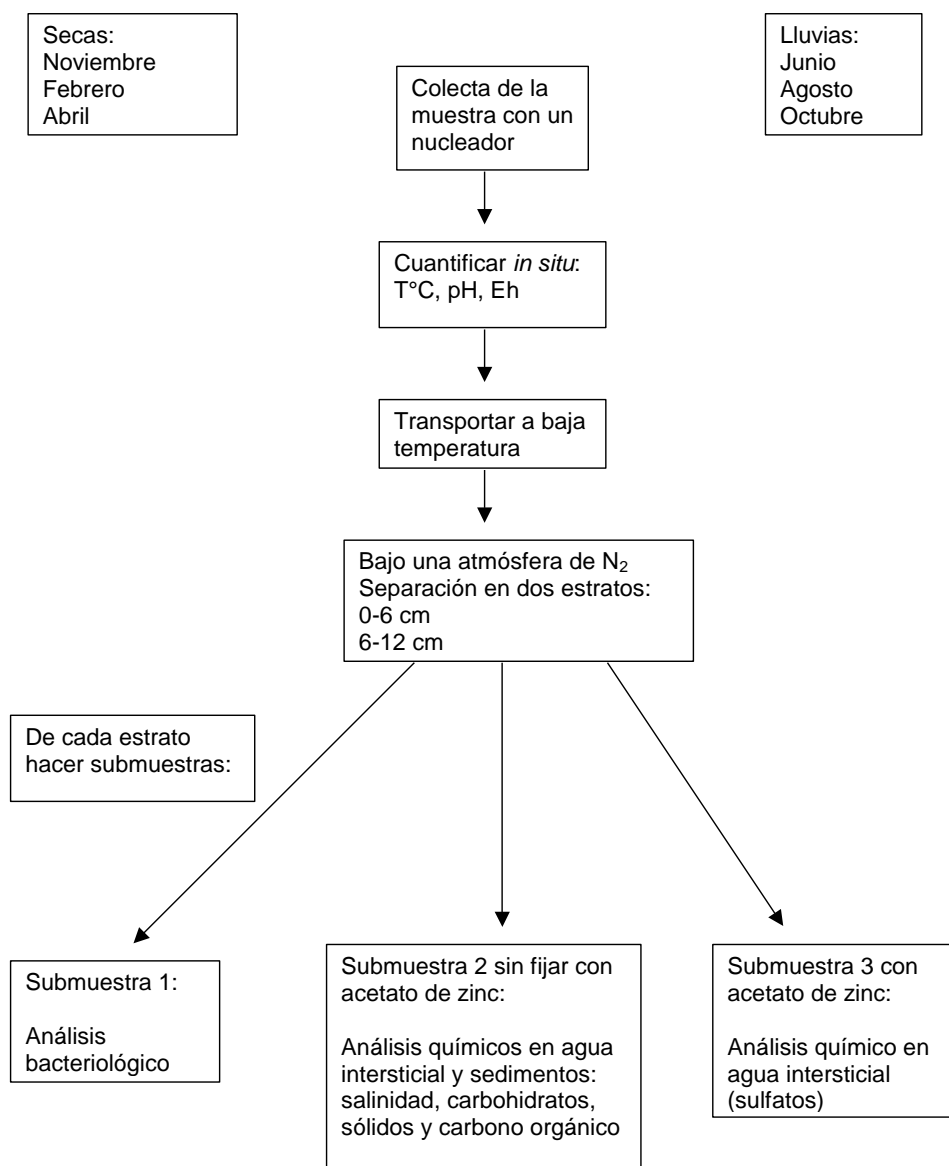 Secas:
Noviembre
Febrero
Abril
Lluvias:
Junio
Agosto
Octubre
Colecta de la
muestra con un
nucleador
Cuantificar in situ:
T°C, pH, Eh
Transportar a baja
temperatura
Bajo una atmósfera de N₂
Separación en dos estratos:
0-6 cm
6-12 cm
De cada estrato
hacer submuestras:
Submuestra 1:
Análisis
bacteriológico
Submuestra 2 sin fijar con
acetato de zinc:
Análisis químicos en agua
intersticial y sedimentos:
salinidad, carbohidratos,
sólidos y carbono orgánico
Submuestra 3 con
acetato de zinc:
Análisis químico en
agua intersticial
(sulfatos)